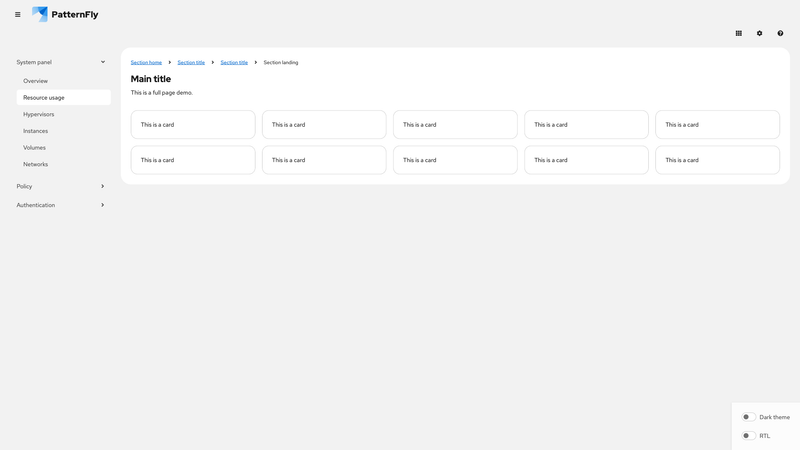 PatternFly
System panel
Overview
Resource usage
Hypervisors
Instances
Volumes
Networks
Policy
Authentication
Section home
Section title
Section title
Section landing
Main title
This is a full page demo.
This is a card
This is a card
This is a card
This is a card
This is a card
This is a card
This is a card
This is a card
This is a card
This is a card
Dark theme
RTL